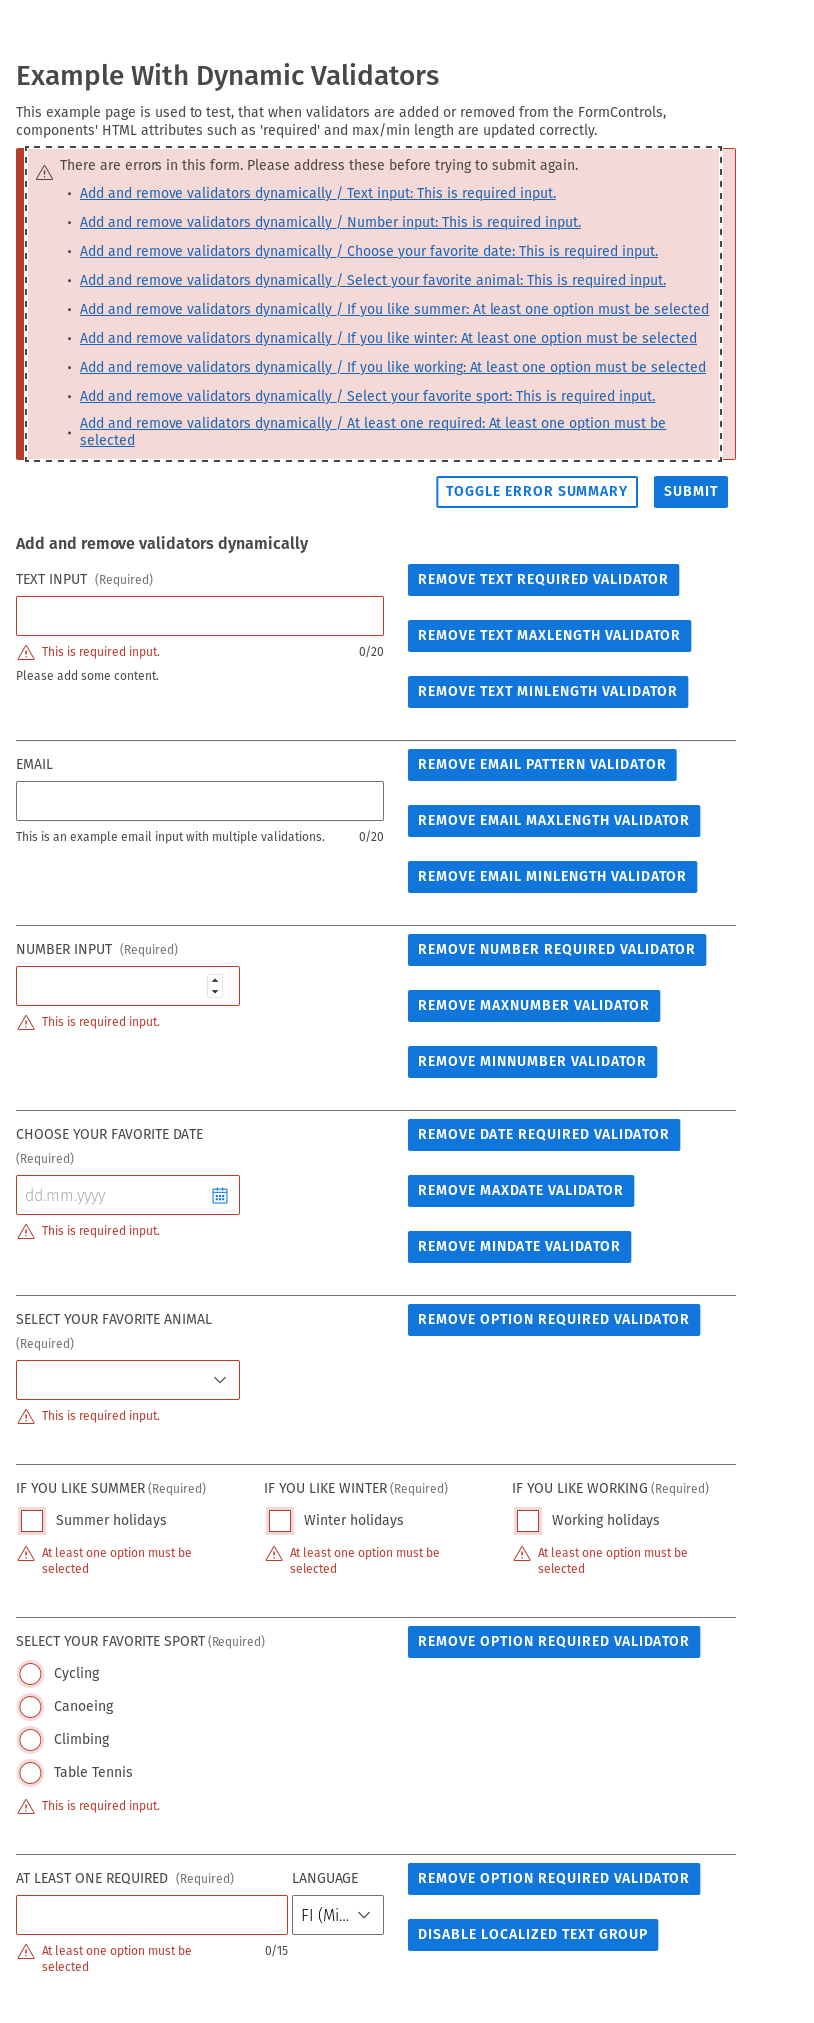 Example With Dynamic Validators
This example page is used to test, that when validators are added or removed from the FormControls,
components' HTML attributes such as 'required' and max/min length are updated correctly.
There are errors in this form. Please address these before trying to submit again.
• Add and remove validators dynamically / Text input: This is required input.
• Add and remove validators dynamically / Number input: This is required input.
• Add and remove validators dynamically / Choose your favorite date: This is required input.
• Add and remove validators dynamically / Select your favorite animal: This is required input.
• Add and remove validators dynamically / If you like summer: At least one option must be selected
• Add and remove validators dynamically / If you like winter: At least one option must be selected
• Add and remove validators dynamically / If you like working: At least one option must be selected
• Add and remove validators dynamically / Select your favorite sport: This is required input.
• Add and remove validators dynamically / At least one required: At least one option must be
selected
TOGGLE ERROR SUMMARY SUBMIT
Add and remove validators dynamically
TEXT INPUT (Required)
REMOVE TEXT REQUIRED VALIDATOR
REMOVE TEXT MAXLENGTH VALIDATOR
This is required input. 0/20
Please add some content.
REMOVE TEXT MINLENGTH VALIDATOR
EMAIL
REMOVE EMAIL PATTERN VALIDATOR
REMOVE EMAIL MAXLENGTH VALIDATOR
This is an example email input with multiple validations. 0/20
REMOVE EMAIL MINLENGTH VALIDATOR
NUMBER INPUT (Required)
REMOVE NUMBER REQUIRED VALIDATOR
REMOVE MAXNUMBER VALIDATOR
This is required input.
REMOVE MINNUMBER VALIDATOR
CHOOSE YOUR FAVORITE DATE
(Required)
REMOVE DATE REQUIRED VALIDATOR
dd.mm.yyyy
REMOVE MAXDATE VALIDATOR
This is required input.
REMOVE MINDATE VALIDATOR
SELECT YOUR FAVORITE ANIMAL
(Required)
REMOVE OPTION REQUIRED VALIDATOR
This is required input.
IF YOU LIKE SUMMER (Required)
Summer holidays
At least one option must be
selected
IF YOU LIKE WINTER (Required)
Winter holidays
At least one option must be
selected
IF YOU LIKE WORKING (Required)
Working holidays
At least one option must be
selected
SELECT YOUR FAVORITE SPORT (Required)
REMOVE OPTION REQUIRED VALIDATOR
Cycling
Canoeing
Climbing
Table Tennis
This is required input.
AT LEAST ONE REQUIRED (Required) LANGUAGE
REMOVE OPTION REQUIRED VALIDATOR
FI (Mi...
DISABLE LOCALIZED TEXT GROUP
At least one option must be 0/15
selected